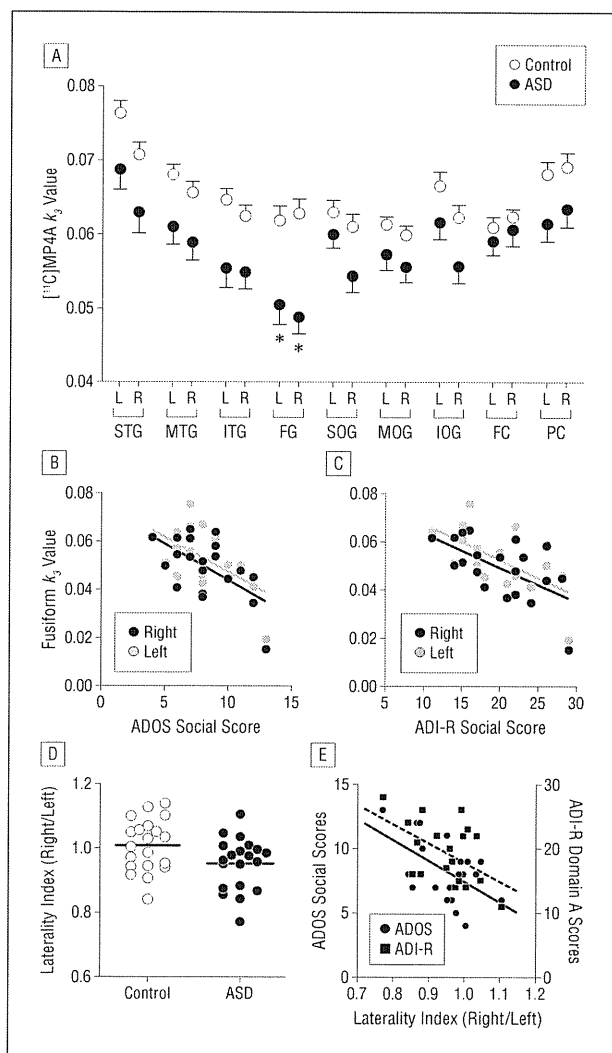 A
Control
ASD
0.08
0.07
0.06
0.05
0.04
[¹¹C]MP4A k₃ Value
* *
L R L R L R L R L R L R L R L R L R
STG MTG ITG FG SOG MOG IOG FC PC
B
0.08
0.06
0.04
0.02
0.00
Fusiform k₃ Value
Right
Left
0 5 10 15
ADOS Social Score
C
0.08
0.06
0.04
0.02
0.00
Right
Left
10 15 20 25 30
ADI-R Social Score
D
1.2
1.0
0.8
0.6
Laterality Index (Right/Left)
Control ASD
E
15
10
5
0
ADOS Social Scores
30
20
10
0
ADI-R Domain A Scores
ADOS
ADI-R
0.7 0.8 0.9 1.0 1.1 1.2
Laterality Index (Right/Left)